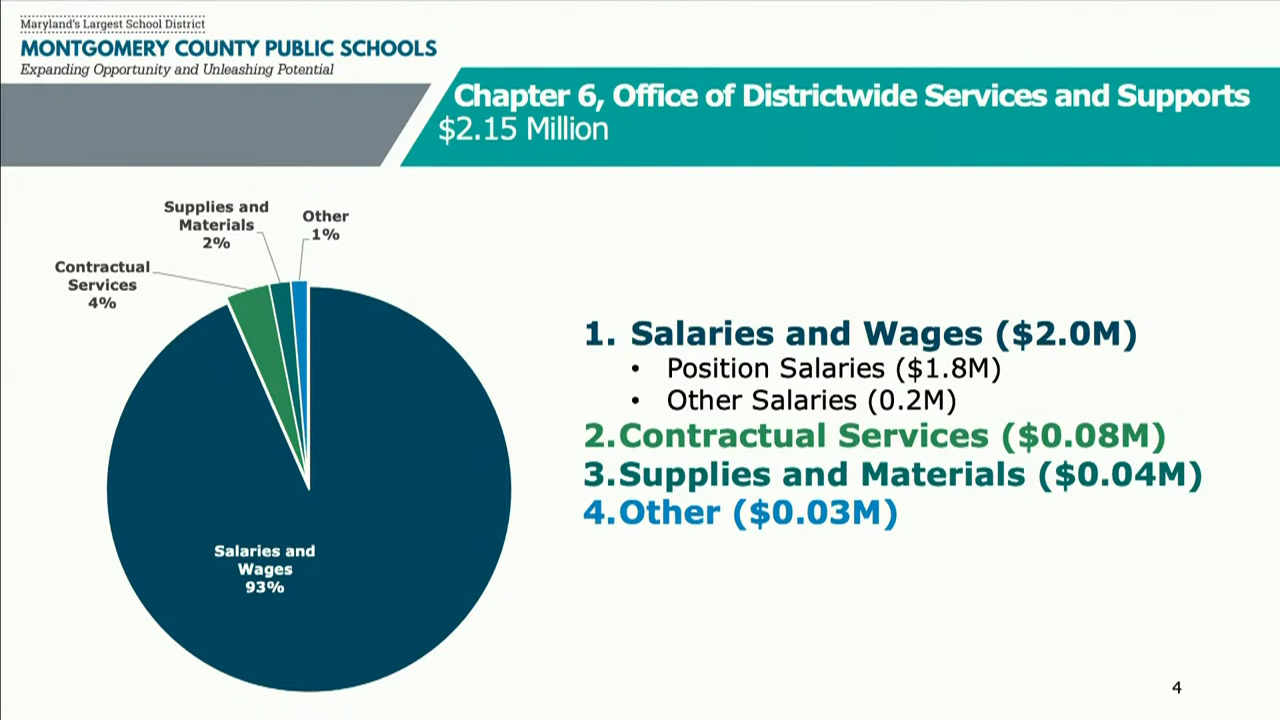 Maryland's Largest School District
MONTGOMERY COUNTY PUBLIC SCHOOLS
Expanding Opportunity and Unleashing Potential
Chapter 6, Office of Districtwide Services and Supports
$2.15 Million
Supplies and
Materials
2%
Other
1%
Contractual
Services
4%
Salaries and
Wages
93%
1. Salaries and Wages ($2.0M)
• Position Salaries ($1.8M)
• Other Salaries (0.2M)
2.Contractual Services ($0.08M)
3.Supplies and Materials ($0.04M)
4.Other ($0.03M)
4